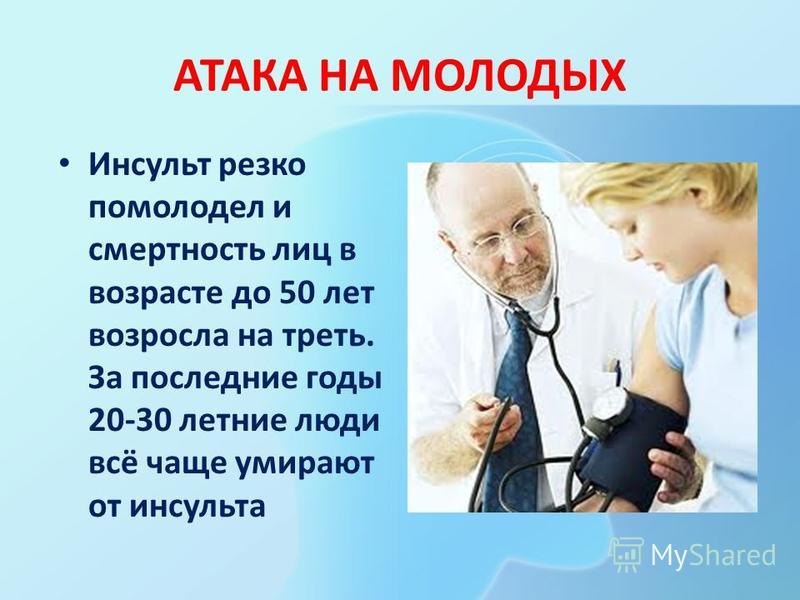 АТАКА НА МОЛОДЫХ
• Инсульт резко
помолодел и
смертность лиц в
возрасте до 50 лет
возросла на треть.
За последние годы
20-30 летние люди
всё чаще умирают
от инсульта
MyShared